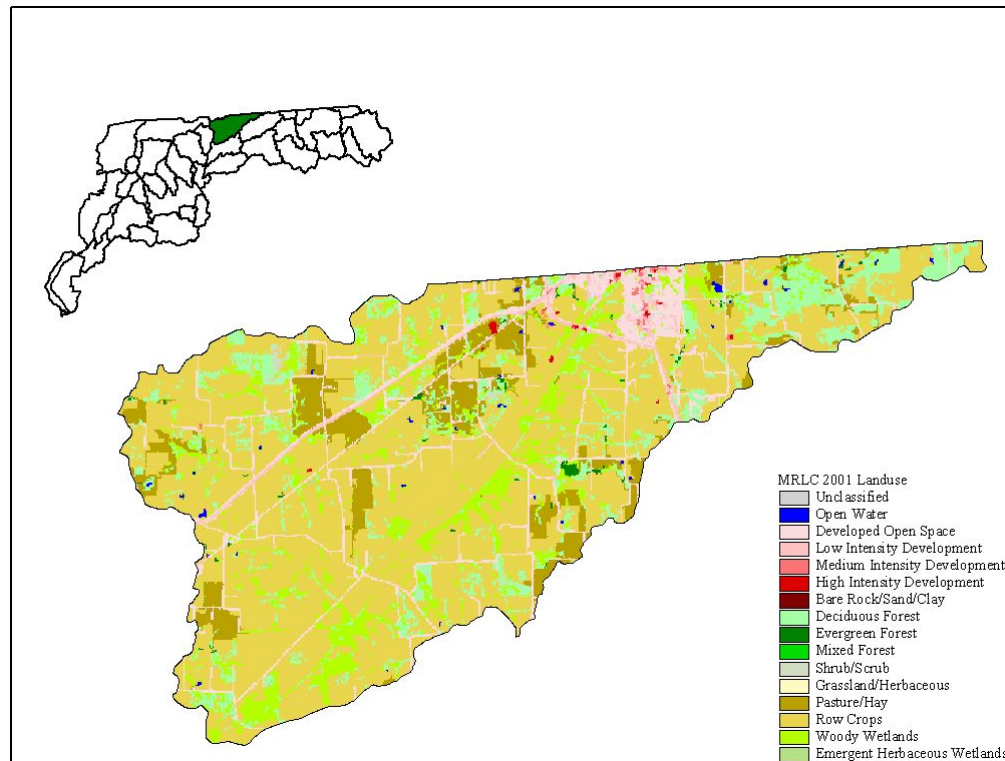 MRLC 2001 Landuse
Unclassified
Open Water
Developed Open Space
Low Intensity Development
Medium Intensity Development
High Intensity Development
Bare Rock/Sand/Clay
Deciduous Forest
Evergreen Forest
Mixed Forest
Shrub/Scrub
Grassland/Herbaceous
Pasture/Hay
Row Crops
Woody Wetlands
Emergent Herbaceous Wetlands